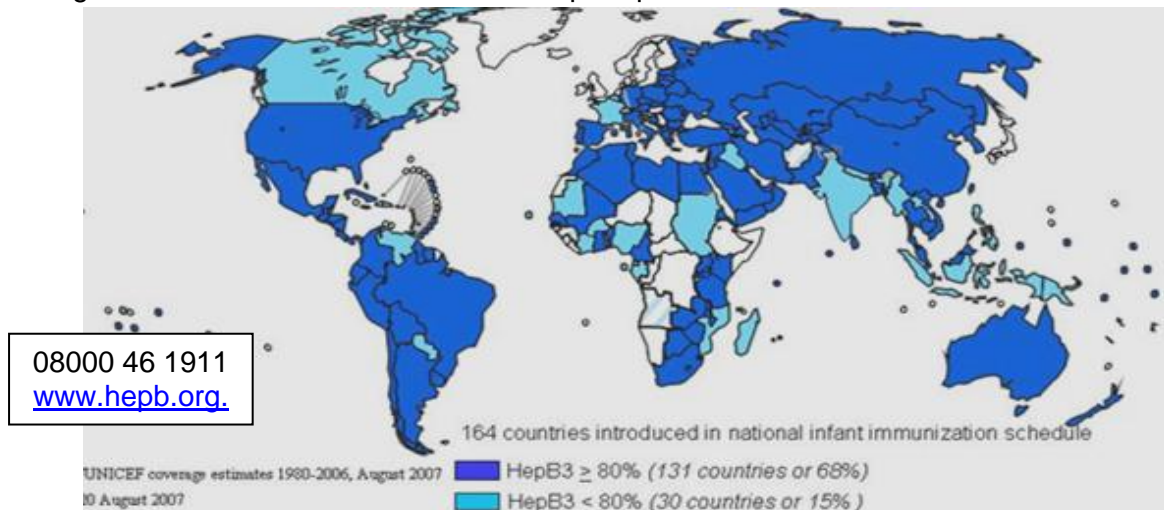 08000 46 1911
www.hepb.org.
164 countries introduced in national infant immunization schedule
UNICEF coverage estimates 1980-2006, August 2007
20 August 2007
HepB3 ≥ 80% (131 countries or 68%)
HepB3 < 80% (30 countries or 15% )